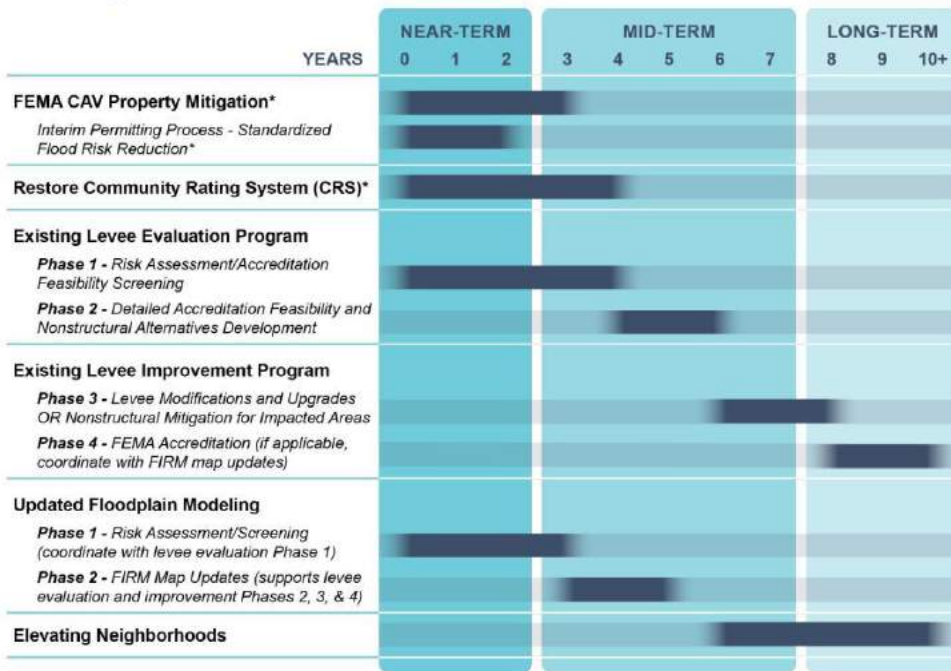 NEAR-TERM MID-TERM LONG-TERM
YEARS 0 1 2 3 4 5 6 7 8 9 10+
FEMA CAV Property Mitigation*
Interim Permitting Process - Standardized
Flood Risk Reduction*
Restore Community Rating System (CRS)*
Existing Levee Evaluation Program
Phase 1 - Risk Assessment/Accreditation
Feasibility Screening
Phase 2 - Detailed Accreditation Feasibility and
Nonstructural Alternatives Development
Existing Levee Improvement Program
Phase 3 - Levee Modifications and Upgrades
OR Nonstructural Mitigation for Impacted Areas
Phase 4 - FEMA Accreditation (if applicable,
coordinate with FIRM map updates)
Updated Floodplain Modeling
Phase 1 - Risk Assessment/Screening
(coordinate with levee evaluation Phase 1)
Phase 2 - FIRM Map Updates (supports levee
evaluation and improvement Phases 2, 3, & 4)
Elevating Neighborhoods